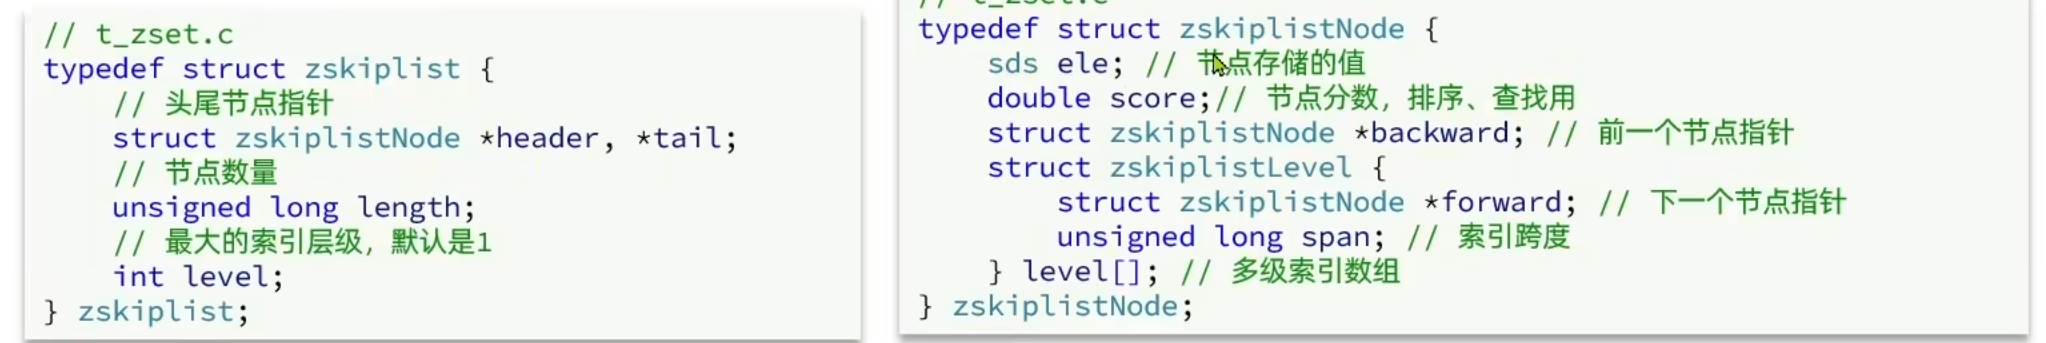 // t_zset.c
typedef struct zskiplist {
    // 头尾节点指针
    struct zskiplistNode *header, *tail;
    // 节点数量
    unsigned long length;
    // 最大的索引层级，默认是1
    int level;
} zskiplist;
// t_zset.c
typedef struct zskiplistNode {
    sds ele; // 节点存储的值
    double score;// 节点分数，排序、查找用
    struct zskiplistNode *backward; // 前一个节点指针
    struct zskiplistLevel {
        struct zskiplistNode *forward; // 下一个节点指针
        unsigned long span; // 索引跨度
    } level[]; // 多级索引数组
} zskiplistNode;